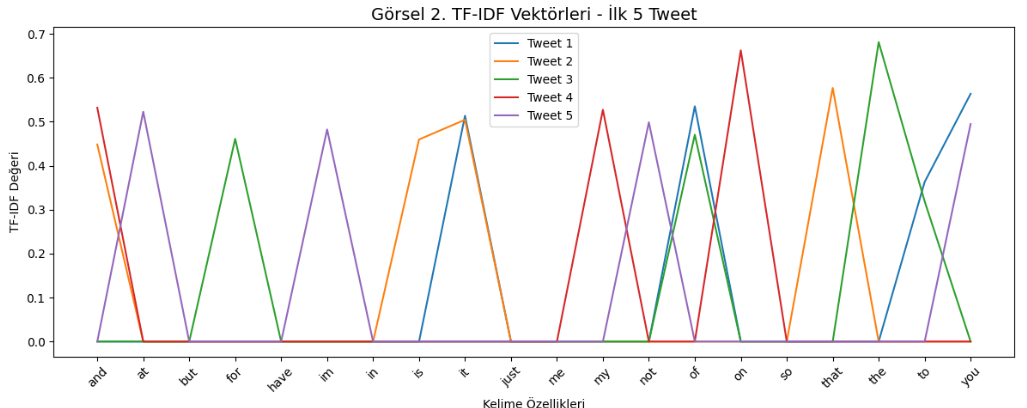 Görsel 2. TF-IDF Vektörleri - İlk 5 Tweet
0.7
0.6
0.5
0.4
0.3
0.2
0.1
0.0
TF-IDF Değeri
Tweet 1
Tweet 2
Tweet 3
Tweet 4
Tweet 5
and at but for have im in is it just me my not of on so that the to you
Kelime Özellikleri